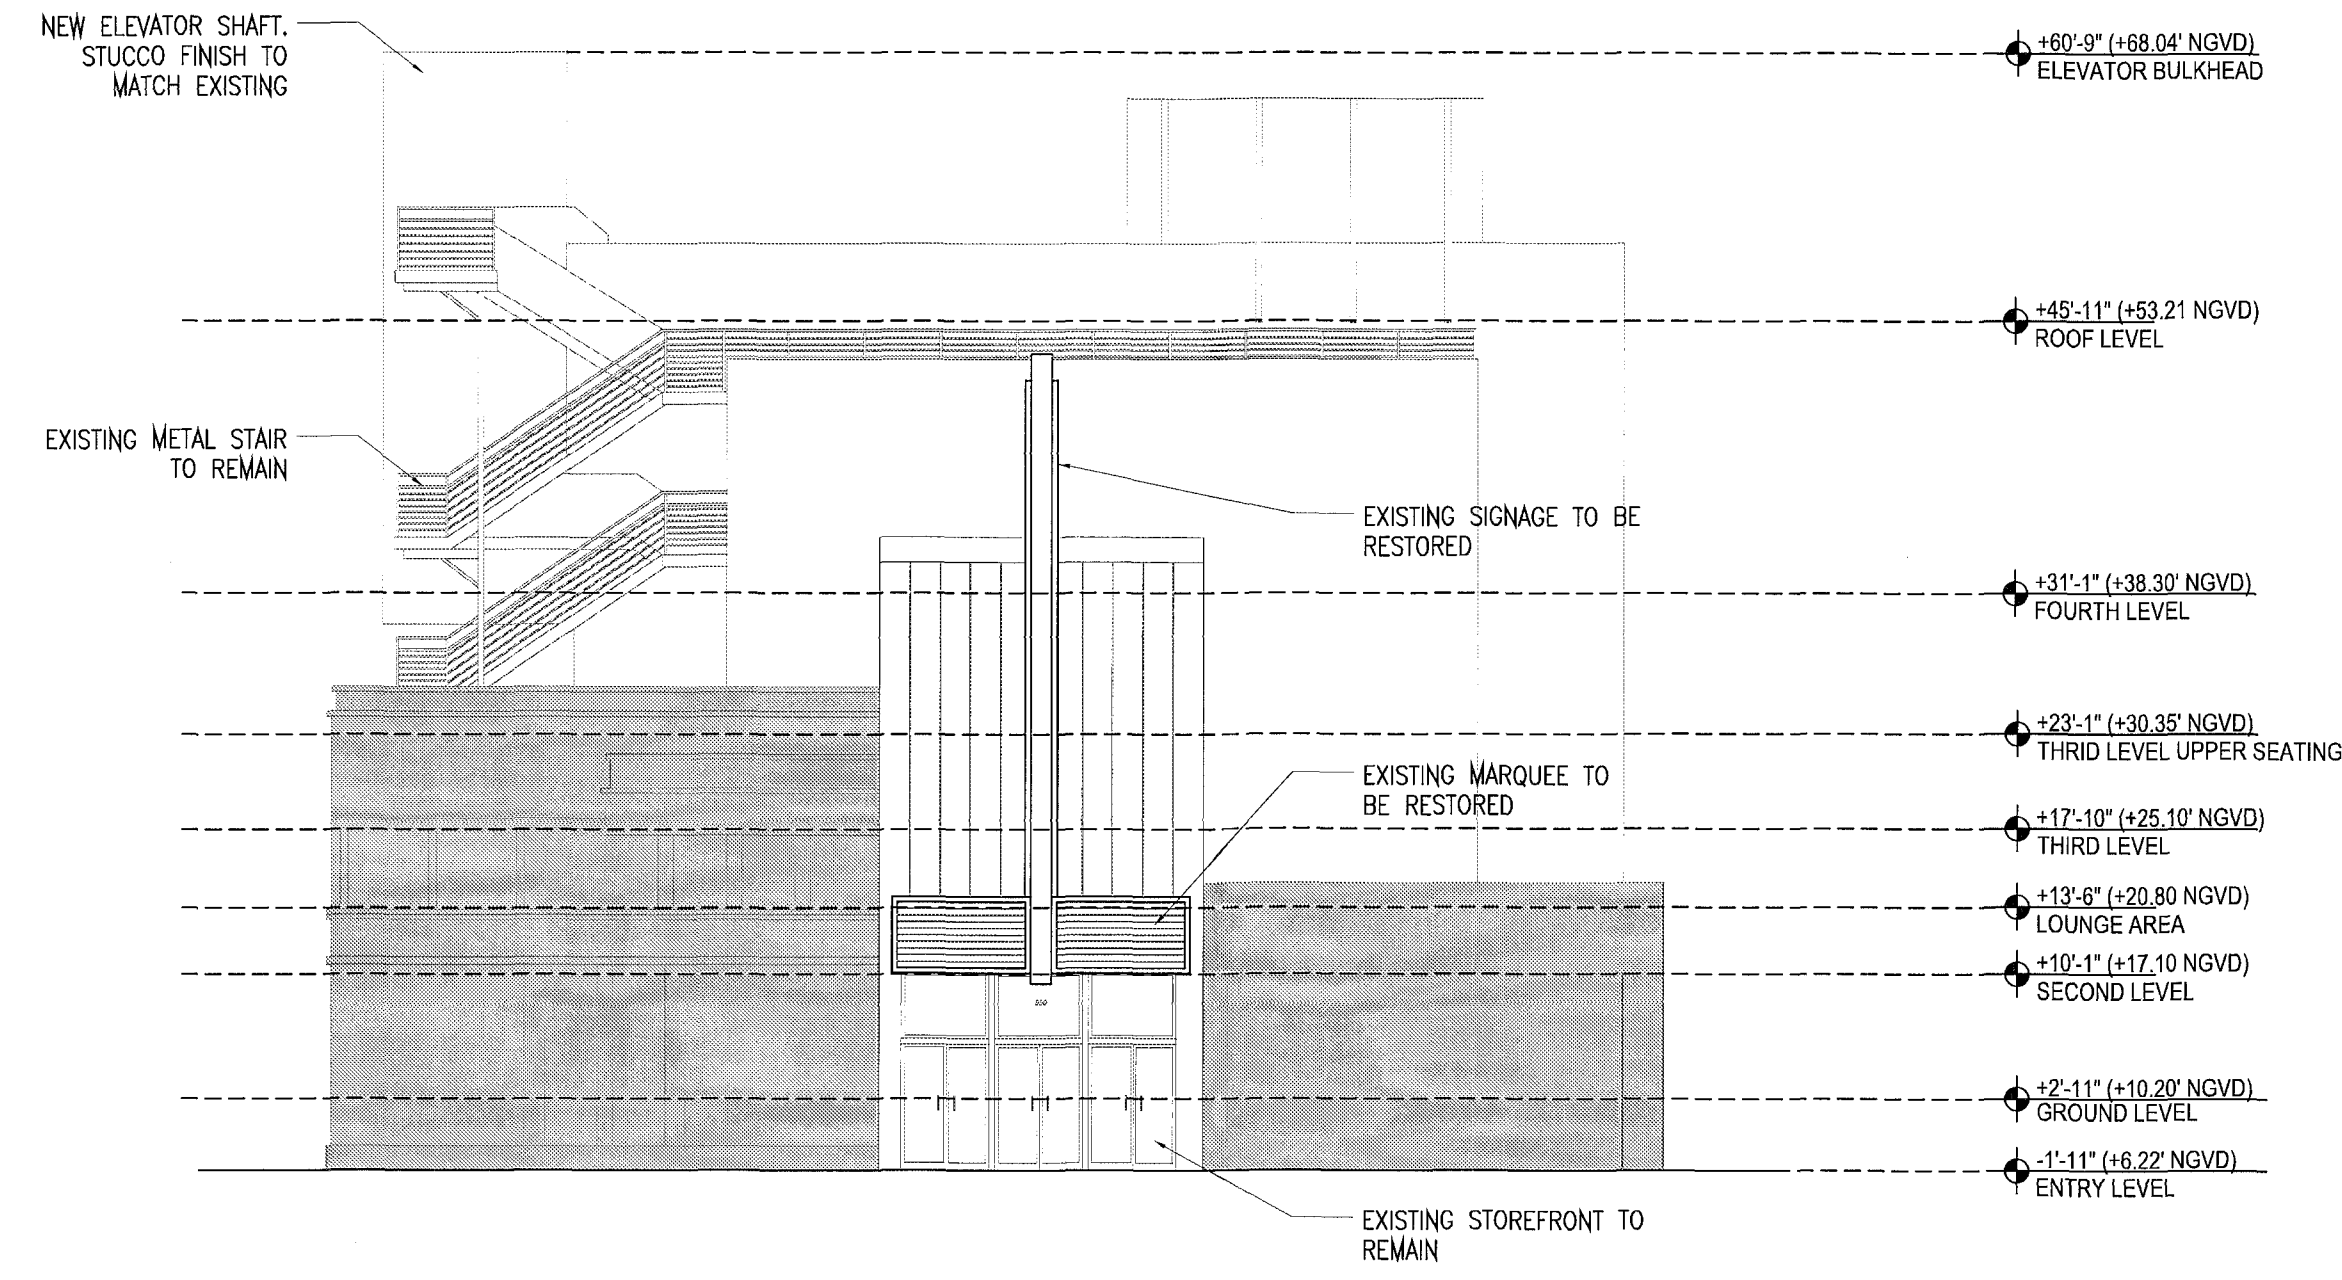 NEW ELEVATOR SHAFT.
STUCCO FINISH TO
MATCH EXISTING
+60'-9" (+68.04' NGVD)
ELEVATOR BULKHEAD
+45'-11" (+53.21 NGVD)
ROOF LEVEL
EXISTING METAL STAIR
TO REMAIN
EXISTING SIGNAGE TO BE
RESTORED
+31'-1" (+38.30' NGVD)
FOURTH LEVEL
+23'-1" (+30.35' NGVD)
THRID LEVEL UPPER SEATING
EXISTING MARQUEE TO
BE RESTORED
+17'-10" (+25.10' NGVD)
THIRD LEVEL
+13'-6" (+20.80 NGVD)
LOUNGE AREA
+10'-1" (+17.10 NGVD)
SECOND LEVEL
+2'-11" (+10.20' NGVD)
GROUND LEVEL
-1'-11" (+6.22' NGVD)
ENTRY LEVEL
EXISTING STOREFRONT TO
REMAIN